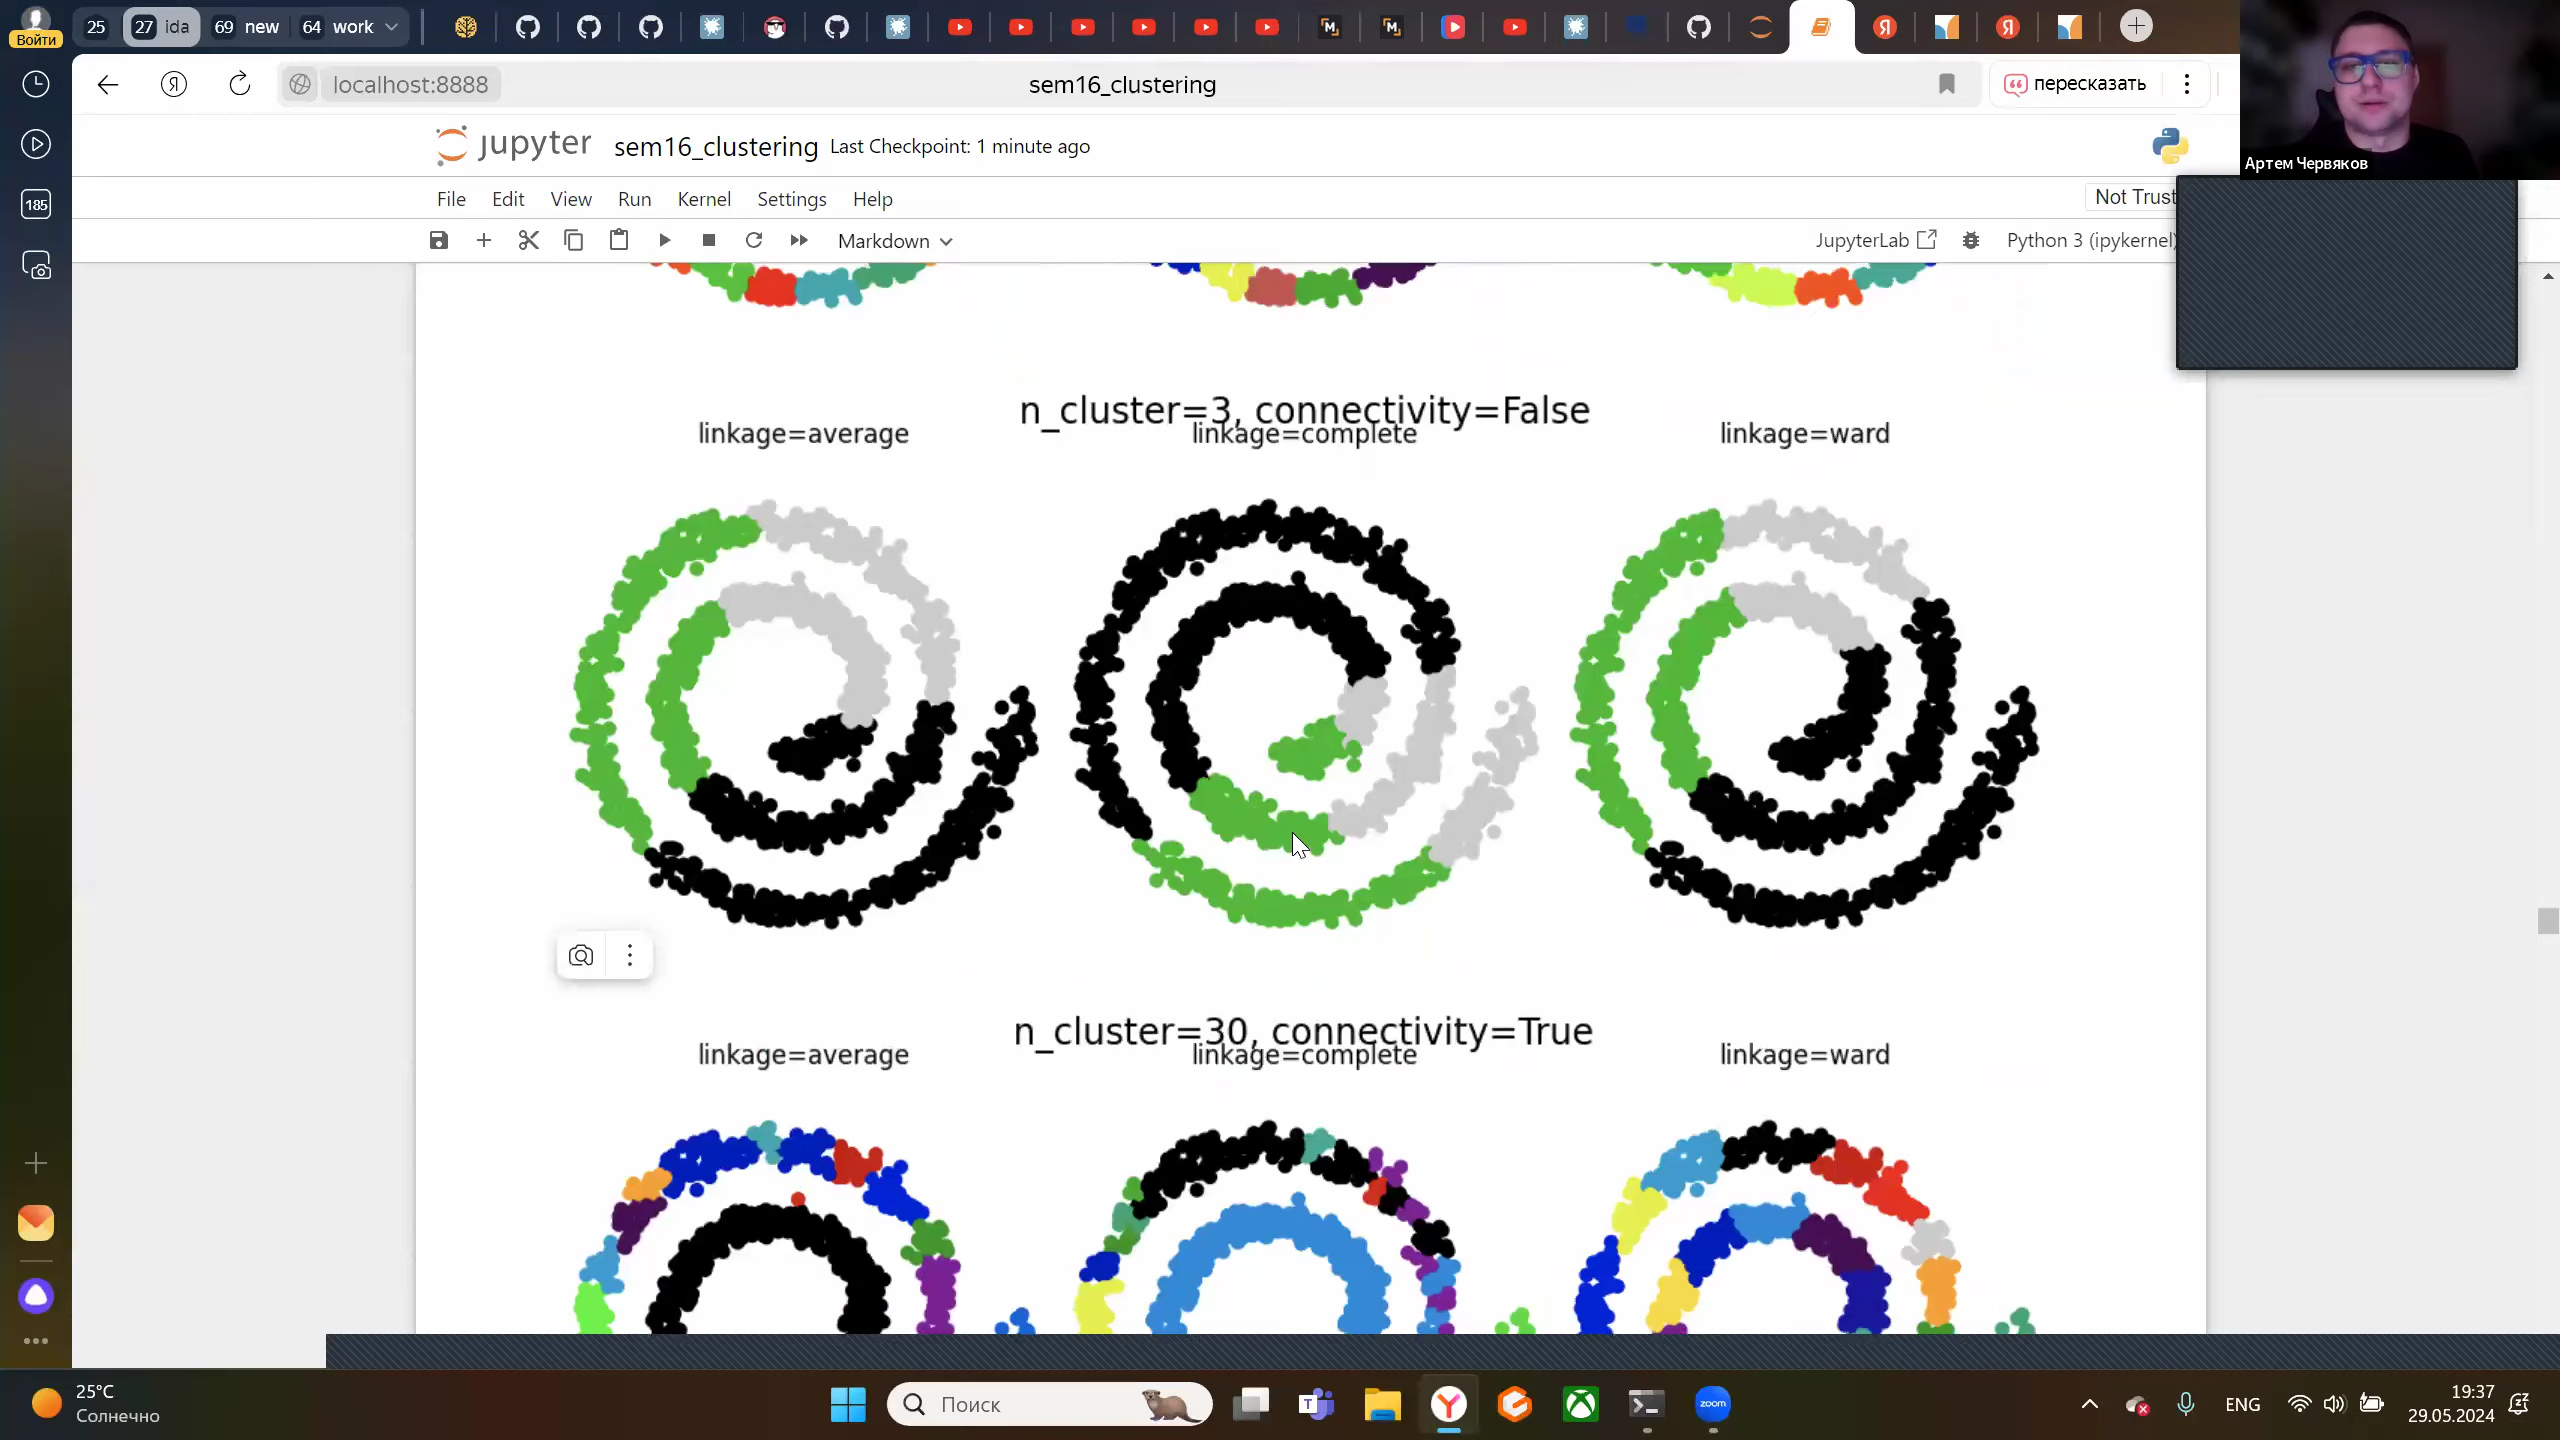 Войти
25
27 ida
69 new
64 work
localhost:8888
sem16_clustering
пересказать
185
jupyter
sem16_clustering Last Checkpoint: 1 minute ago
Артем Червяков
File Edit View Run Kernel Settings Help
Not Trust
Markdown
JupyterLab
Python 3 (ipykernel)
n_cluster=3, connectivity=False
linkage=average
linkage=complete
linkage=ward
n_cluster=30, connectivity=True
linkage=average
linkage=complete
linkage=ward
25°C
Солнечно
Поиск
zoom
ENG
19:37
29.05.2024